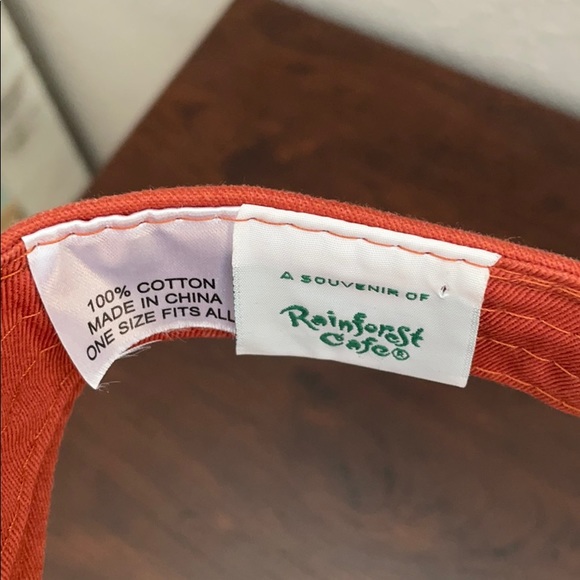 100% COTTON
MADE IN CHINA
ONE SIZE FITS ALL
A SOUVENIR OF
Rainforest
Cafe®